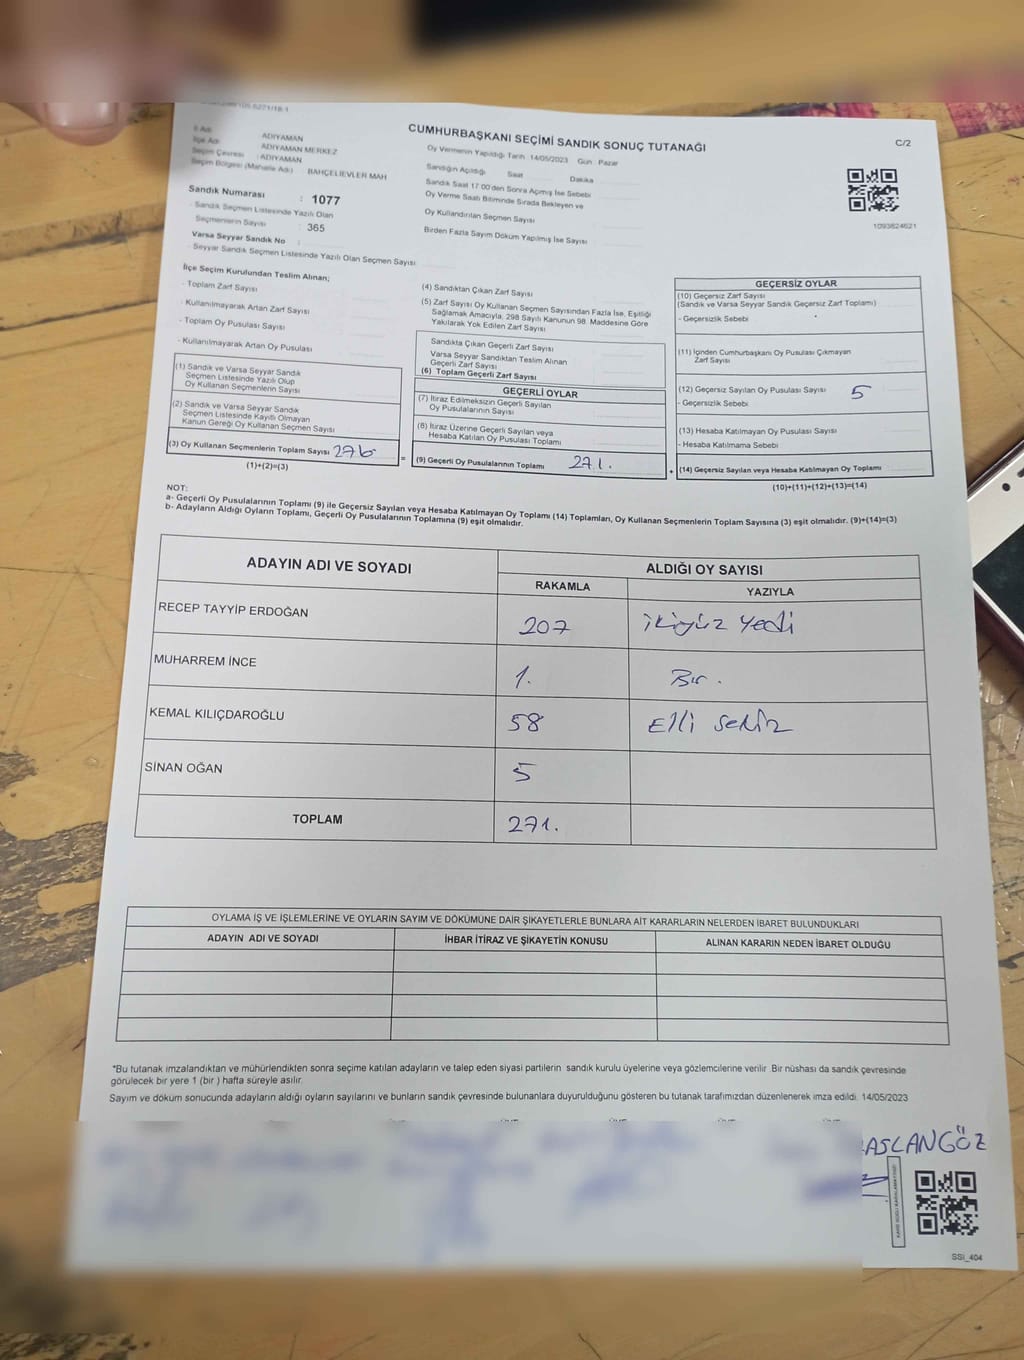 CUMHURBAŞKANI SEÇİMİ SANDIK SONUÇ TUTANAĞI
C/2
İl Adı : ADIYAMAN
İlçe Adı : ADIYAMAN MERKEZ
Seçim Çevresi : ADIYAMAN
Seçim Bölgesi (Mahalle Adı) : BAHÇELİEVLER MAH
Sandık Numarası : 1077
- Sandık Seçmen Listesinde Yazılı Olan
Seçmenlerin Sayısı : 365
Varsa Seyyar Sandık No :
- Seyyar Sandık Seçmen Listesinde Yazılı Olan Seçmen Sayısı
Oy Vermenin Yapıldığı Tarih : 14/05/2023 Gün : Pazar
Sandığın Açıldığı Saat Dakika
Sandık Saat 17.00'den Sonra Açımış İse Sebebi
Oy Verme Saati Bitiminde Sırada Bekleyen ve
Oy Kullandırılan Seçmen Sayısı
Birden Fazla Sayım Döküm Yapılmış İse Sayısı
1093824621
İlçe Seçim Kurulundan Teslim Alınan;
- Toplam Zarf Sayısı
- Kullanılmayarak Artan Zarf Sayısı
- Toplam Oy Pusulası Sayısı
- Kullanılmayarak Artan Oy Pusulası
(1) Sandık ve Varsa Seyyar Sandık
Seçmen Listesinde Yazılı Olup
Oy Kullanan Seçmenlerin Sayısı
(2) Sandık ve Varsa Seyyar Sandık
Seçmen Listesinde Kayıtlı Olmayan
Kanun Gereği Oy Kullanan Seçmen Sayısı
(3) Oy Kullanan Seçmenlerin Toplam Sayısı 276
(1)+(2)=(3)
(4) Sandıktan Çıkan Zarf Sayısı
(5) Zarf Sayısı Oy Kullanan Seçmen Sayısından Fazla İse, Eşitliği
Sağlamak Amacıyla, 298 Sayılı Kanunun 98. Maddesine Göre
Yakılarak Yok Edilen Zarf Sayısı
Sandıkta Çıkan Geçerli Zarf Sayısı
Varsa Seyyar Sandıktan Teslim Alınan
Geçerli Zarf Sayısı
(6) Toplam Geçerli Zarf Sayısı
GEÇERLİ OYLAR
(7) İtiraz Edilmeksizin Geçerli Sayılan
Oy Pusulalarının Sayısı
(8) İtiraz Üzerine Geçerli Sayılan veya
Hesaba Katılan Oy Pusulası Toplamı
= (9) Geçerli Oy Pusulalarının Toplamı 271.
GEÇERSİZ OYLAR
(10) Geçersiz Zarf Sayısı
(Sandık ve Varsa Seyyar Sandık Geçersiz Zarf Toplamı)
- Geçersizlik Sebebi
(11) İçinden Cumhurbaşkanı Oy Pusulası Çıkmayan
Zarf Sayısı
(12) Geçersiz Sayılan Oy Pusulası Sayısı 5
- Geçersizlik Sebebi
(13) Hesaba Katılmayan Oy Pusulası Sayısı
- Hesaba Katılmama Sebebi
+ (14) Geçersiz Sayılan veya Hesaba Katılmayan Oy Toplamı
(10)+(11)+(12)+(13)=(14)
NOT:
a- Geçerli Oy Pusulalarının Toplamı (9) ile Geçersiz Sayılan veya Hesaba Katılmayan Oy Toplamı (14) Toplamları, Oy Kullanan Seçmenlerin Toplam Sayısına (3) eşit olmalıdır. (9)+(14)=(3)
b- Adayların Aldığı Oyların Toplamı, Geçerli Oy Pusulalarının Toplamına (9) eşit olmalıdır.
ADAYIN ADI VE SOYADI
ALDIĞI OY SAYISI
RAKAMLA YAZIYLA
RECEP TAYYİP ERDOĞAN 207 ikiyüz yedi
MUHARREM İNCE 1. Bir.
KEMAL KILIÇDAROĞLU 58 Elli sekiz
SİNAN OĞAN 5
TOPLAM 271.
OYLAMA İŞ VE İŞLEMLERİNE VE OYLARIN SAYIM VE DÖKÜMÜNE DAİR ŞİKAYETLERLE BUNLARA AİT KARARLARIN NELERDEN İBARET BULUNDUKLARI
ADAYIN ADI VE SOYADI İHBAR İTİRAZ VE ŞİKAYETİN KONUSU ALINAN KARARIN NEDEN İBARET OLDUĞU
*Bu tutanak imzalandıktan ve mühürlendikten sonra seçime katılan adayların ve talep eden siyasi partilerin sandık kurulu üyelerine veya gözlemcilerine verilir. Bir nüshası da sandık çevresinde
görülecek bir yere 1 (bir ) hafta süreyle asılır.
Sayım ve döküm sonucunda adayların aldığı oyların sayılarını ve bunların sandık çevresinde bulunanlara duyurulduğunu gösteren bu tutanak tarafımızdan düzenlenerek imza edildi. 14/05/2023
ASLANGÖZ
SSİ_404